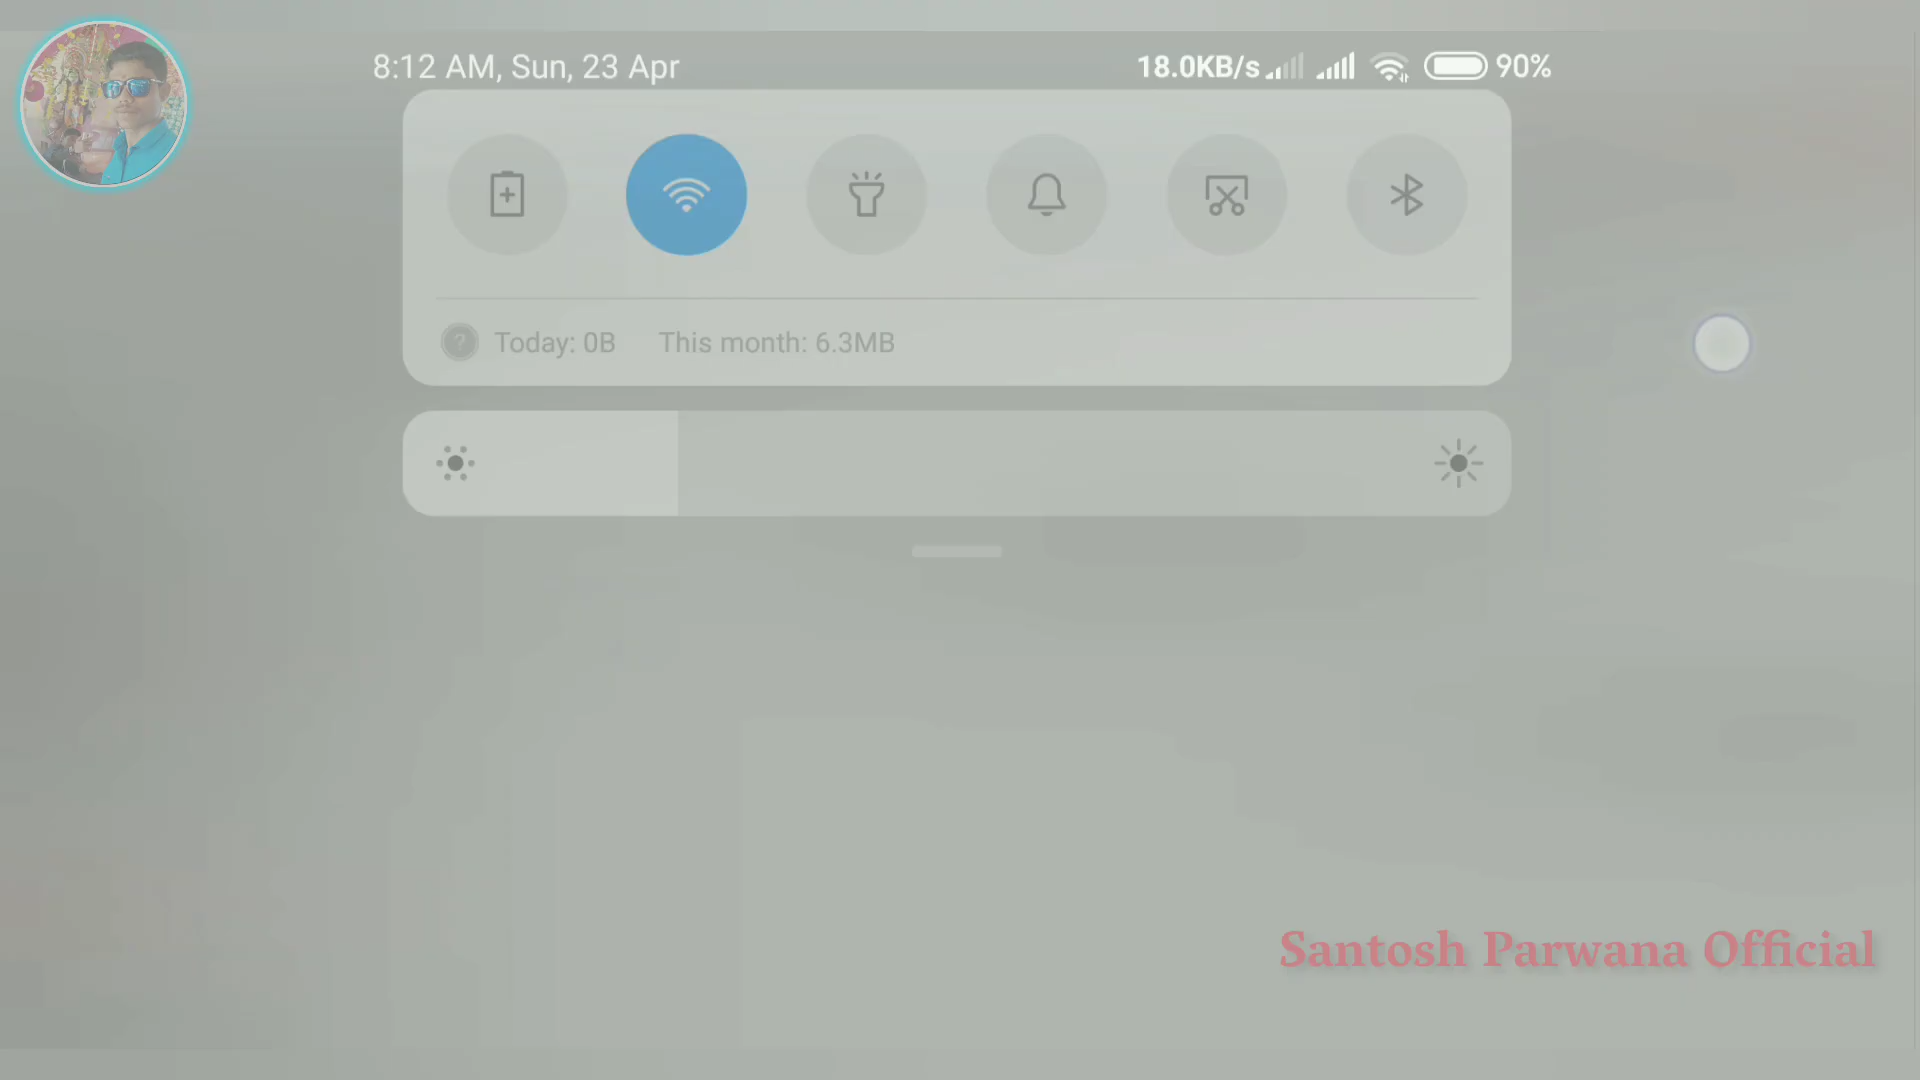 8:12 AM, Sun, 23 Apr 18.0KB/s 90%
? Today: 0B This month: 6.3MB
Santosh Parwana Official